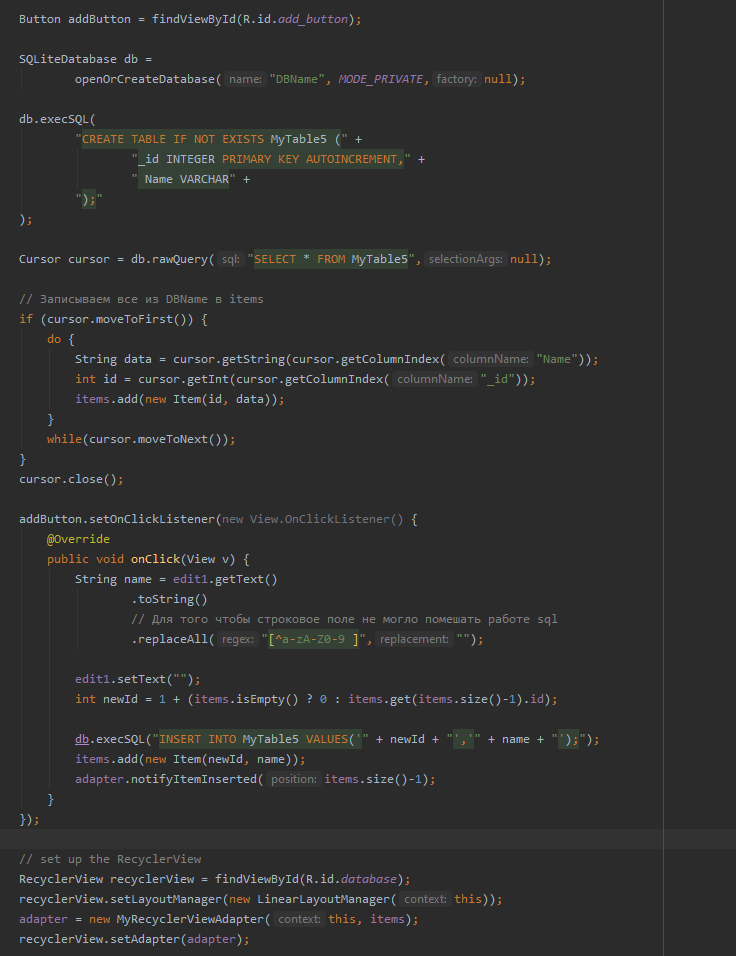 Button addButton = findViewById(R.id.add_button);
SQLiteDatabase db =
openOrCreateDatabase( name: "DBName", MODE_PRIVATE, factory: null);
db.execSQL(
"CREATE TABLE IF NOT EXISTS MyTable5 (" +
"_id INTEGER PRIMARY KEY AUTOINCREMENT," +
" Name VARCHAR" +
");"
);
Cursor cursor = db.rawQuery( sql: "SELECT * FROM MyTable5", selectionArgs: null);
// Записываем все из DBName в items
if (cursor.moveToFirst()) {
do {
String data = cursor.getString(cursor.getColumnIndex( columnName: "Name"));
int id = cursor.getInt(cursor.getColumnIndex( columnName: "_id"));
items.add(new Item(id, data));
}
while(cursor.moveToNext());
}
cursor.close();
addButton.setOnClickListener(new View.OnClickListener() {
@Override
public void onClick(View v) {
String name = edit1.getText()
.toString()
// Для того чтобы строковое поле не могло помешать работе sql
.replaceAll( regex: "[^a-zA-Z0-9 ]", replacement: "");
edit1.setText("");
int newId = 1 + (items.isEmpty() ? 0 : items.get(items.size()-1).id);
db.execSQL("INSERT INTO MyTable5 VALUES('" + newId + "','" + name + "');");
items.add(new Item(newId, name));
adapter.notifyItemInserted( position: items.size()-1);
}
});
// set up the RecyclerView
RecyclerView recyclerView = findViewById(R.id.database);
recyclerView.setLayoutManager(new LinearLayoutManager( context: this));
adapter = new MyRecyclerViewAdapter( context: this, items);
recyclerView.setAdapter(adapter);